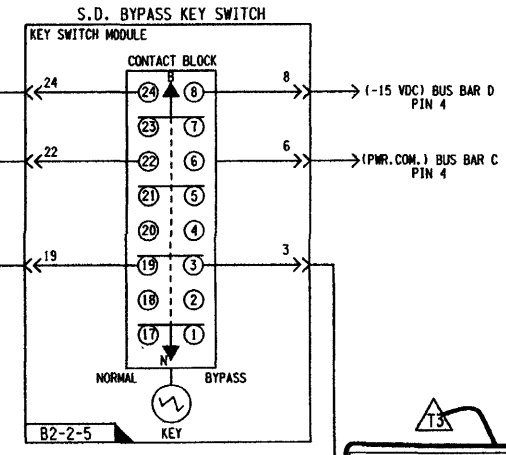 S.D. BYPASS KEY SWITCH
KEY SWITCH MODULE
CONTACT BLOCK
B
24 24 8 8 (-15 VDC) BUS BAR D
PIN 4
23 7
22 22 6 6 (PWR.COM.) BUS BAR C
PIN 4
21 5
20 4
19 19 3 3
18 2
17 1
N
NORMAL BYPASS
KEY
B2-2-5
T3